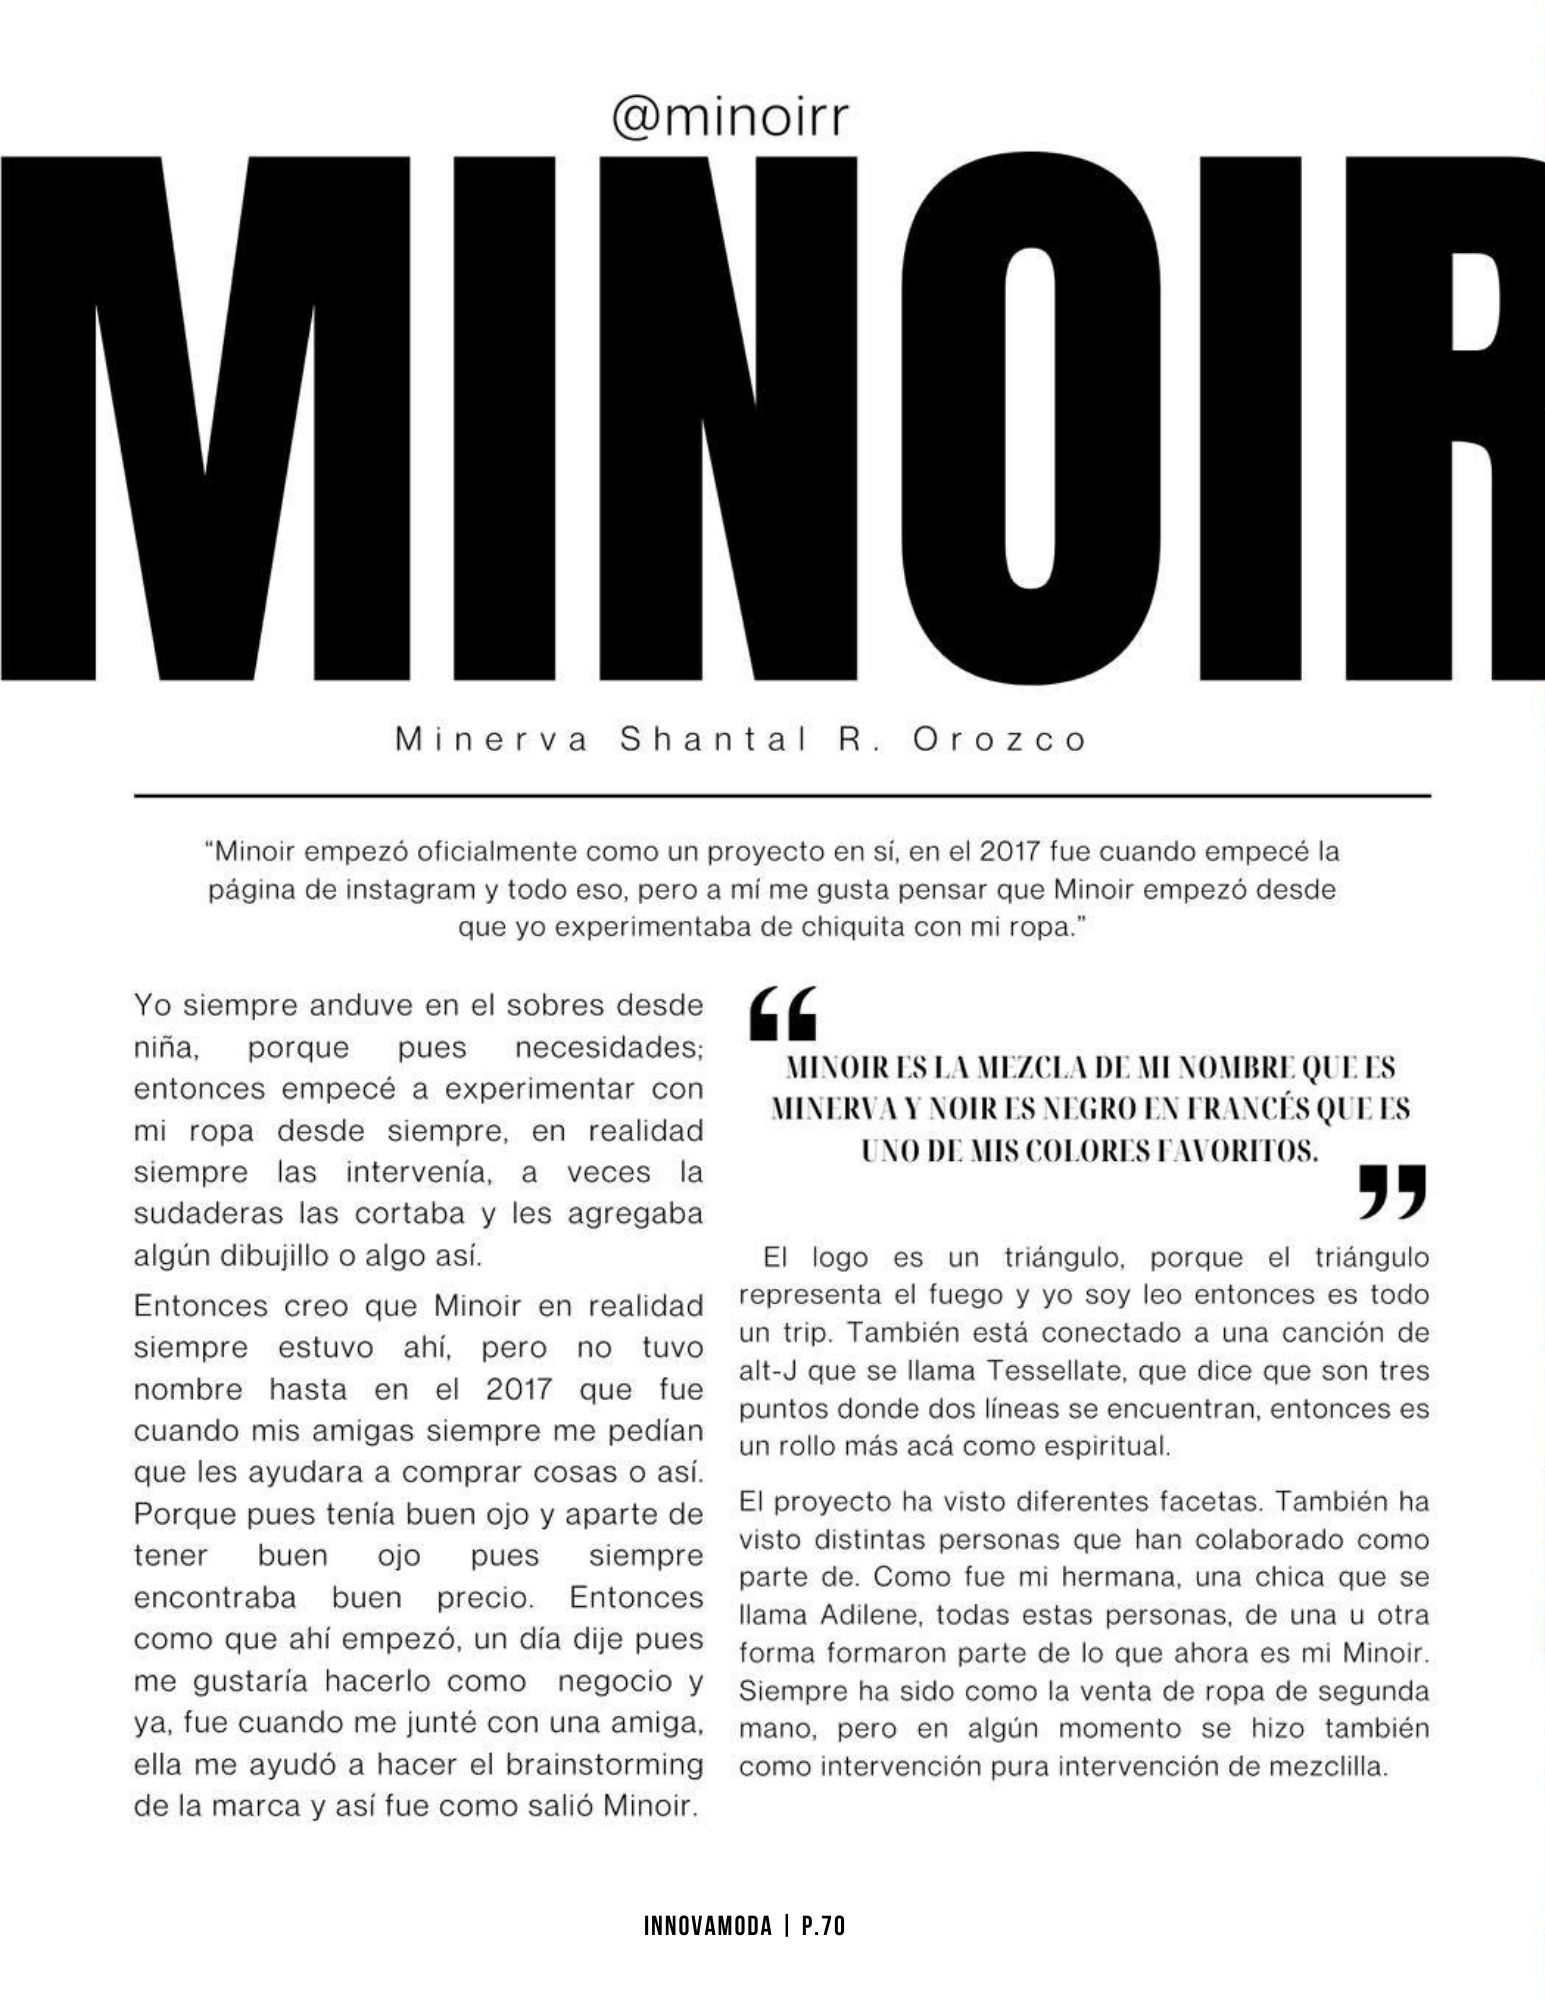 @minoirr
MINOIR
Minerva Shantal R. Orozco
“Minoir empezó oficialmente como un proyecto en sí, en el 2017 fue cuando empecé la
página de instagram y todo eso, pero a mí me gusta pensar que Minoir empezó desde
que yo experimentaba de chiquita con mi ropa.”
Yo siempre anduve en el sobres desde
niña, porque pues necesidades;
entonces empecé a experimentar con
mi ropa desde siempre, en realidad
siempre las intervenía, a veces la
sudaderas las cortaba y les agregaba
algún dibujillo o algo así.
Entonces creo que Minoir en realidad
siempre estuvo ahí, pero no tuvo
nombre hasta en el 2017 que fue
cuando mis amigas siempre me pedían
que les ayudara a comprar cosas o así.
Porque pues tenía buen ojo y aparte de
tener buen ojo pues siempre
encontraba buen precio. Entonces
como que ahí empezó, un día dije pues
me gustaría hacerlo como negocio y
ya, fue cuando me junté con una amiga,
ella me ayudó a hacer el brainstorming
de la marca y así fue como salió Minoir.
“
MINOIR ES LA MEZCLA DE MI NOMBRE QUE ES
MINERVA Y NOIR ES NEGRO EN FRANCÉS QUE ES
UNO DE MIS COLORES FAVORITOS.
”
El logo es un triángulo, porque el triángulo
representa el fuego y yo soy leo entonces es todo
un trip. También está conectado a una canción de
alt-J que se llama Tessellate, que dice que son tres
puntos donde dos líneas se encuentran, entonces es
un rollo más acá como espiritual.
El proyecto ha visto diferentes facetas. También ha
visto distintas personas que han colaborado como
parte de. Como fue mi hermana, una chica que se
llama Adilene, todas estas personas, de una u otra
forma formaron parte de lo que ahora es mi Minoir.
Siempre ha sido como la venta de ropa de segunda
mano, pero en algún momento se hizo también
como intervención pura intervención de mezclilla.
INNOVAMODA | P.70